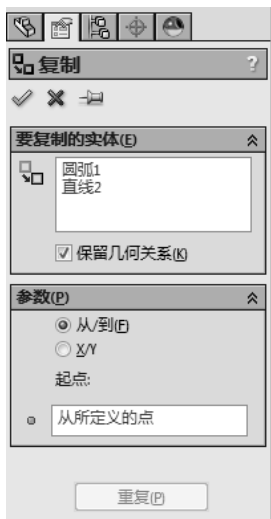 复制
?
要复制的实体(E)
圆弧1
直线2
保留几何关系(K)
参数(P)
从/到(F)
X/Y
起点:
从所定义的点
重复(P)